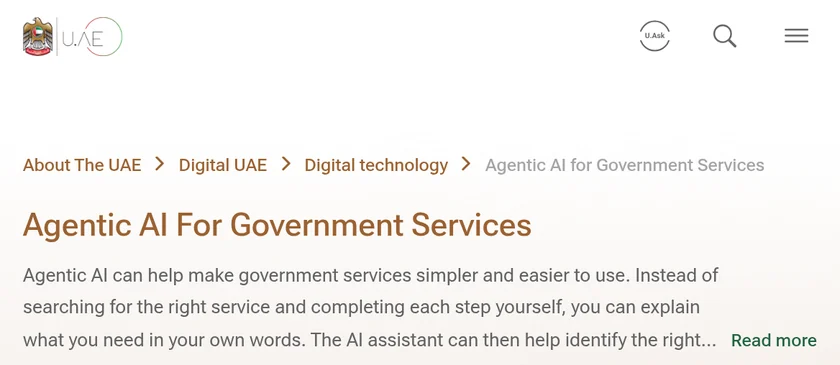 U.AE
U.Ask
About The UAE > Digital UAE > Digital technology > Agentic AI for Government Services
Agentic AI For Government Services
Agentic AI can help make government services simpler and easier to use. Instead of
searching for the right service and completing each step yourself, you can explain
what you need in your own words. The AI assistant can then help identify the right... Read more